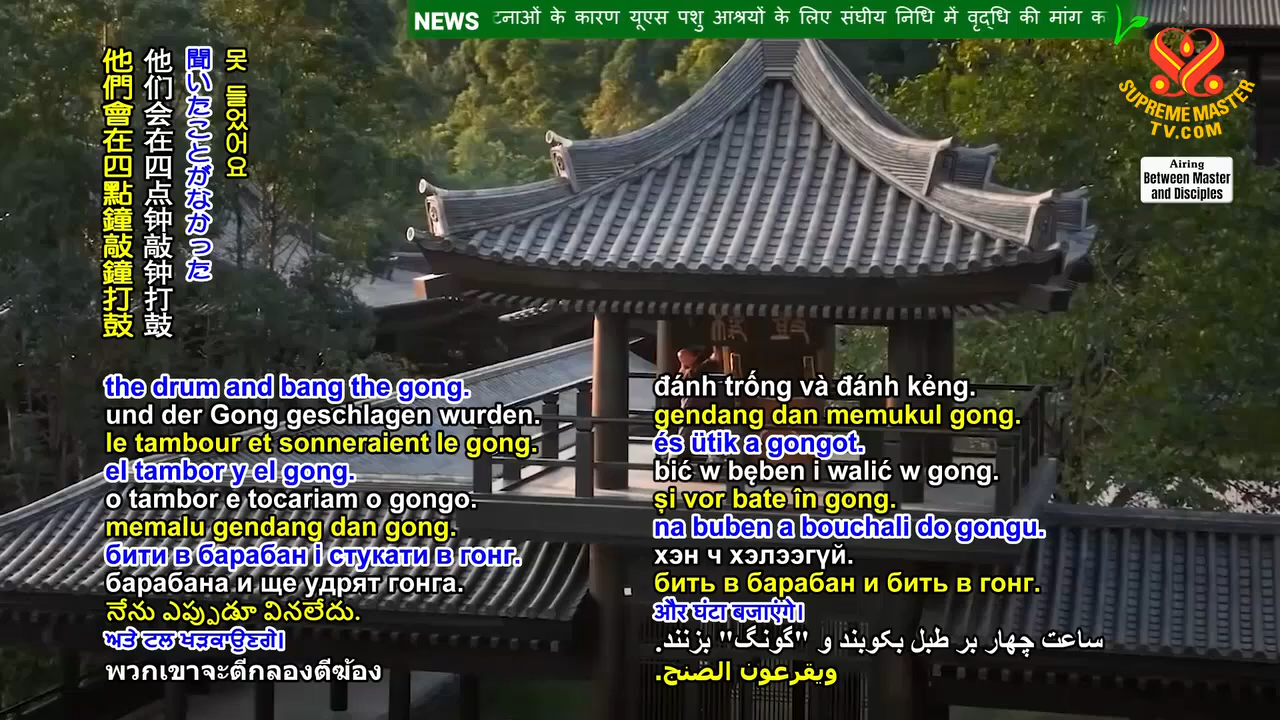 NEWS
टनाओं के कारण यूएस पशु आश्रयों के लिए संघीय निधि में वृद्धि की मांग क
SUPREME MASTER
TV.COM
Airing
Between Master
and Disciples
못 들었어요
聞いたことがなかった
他们会在四点钟敲钟打鼓
他們會在四點鐘敲鐘打鼓
the drum and bang the gong.
und der Gong geschlagen wurden.
le tambour et sonneraient le gong.
el tambor y el gong.
o tambor e tocariam o gongo.
memalu gendang dan gong.
бити в барабан і стукати в гонг.
барабана и ще удрят гонга.
నేను ఎప్పుడూ వినలేదు.
ਅਤੇ ਟਲ ਖੜਕਾਉਣਗੇ।
พวกเขาจะตีกลองตีฆ้อง
đánh trống và đánh kẻng.
gendang dan memukul gong.
és ütik a gongot.
bić w bęben i walić w gong.
și vor bate în gong.
na buben a bouchali do gongu.
хэн ч хэлээгүй.
бить в барабан и бить в гонг.
और घंटा बजाएंगे।
ساعت چهار بر طبل بکوبند و "گونگ" بزنند.
ويقرعون الصنج.